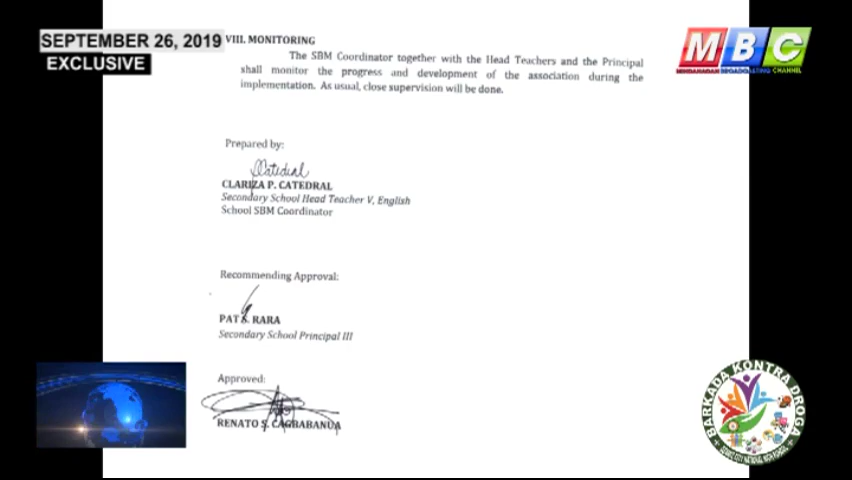 SEPTEMBER 26, 2019
EXCLUSIVE
MBC
MINDANAO BROADCASTING CHANNEL
VIII. MONITORING
The SBM Coordinator together with the Head Teachers and the Principal
shall monitor the progress and development of the association during the
implementation. As usual, close supervision will be done.
Prepared by:
Catedral
CLARIZA P. CATEDRAL
Secondary School Head Teacher V, English
School SBM Coordinator
Recommending Approval:
PAT S. RARA
Secondary School Principal III
Approved:
RENATO S. CAGBABANUA
BARKADA KONTRA DROGA